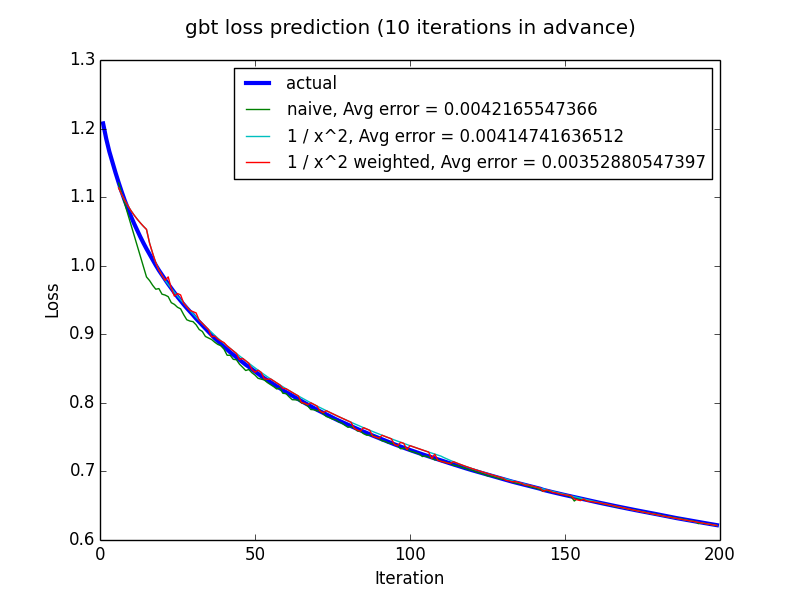 gbt loss prediction (10 iterations in advance)
1.3
1.2
1.1
1.0
0.9
0.8
0.7
0.6
Loss
actual
naive, Avg error = 0.0042165547366
1 / x^2, Avg error = 0.00414741636512
1 / x^2 weighted, Avg error = 0.00352880547397
0 50 100 150 200
Iteration